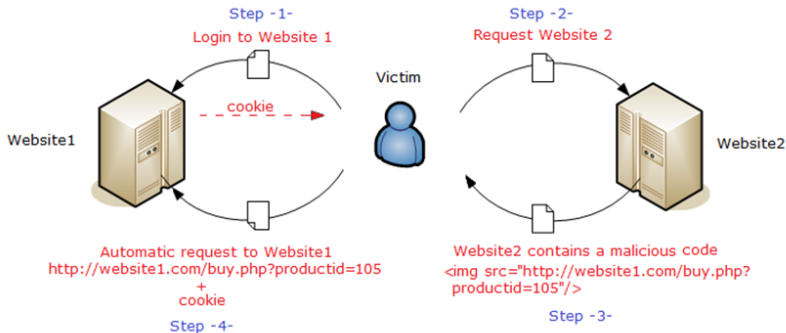 Step -1-
Login to Website 1
Step -2-
Request Website 2
Victim
cookie
Website1
Website2
Automatic request to Website1
http://website1.com/buy.php?productid=105
+
cookie
Step -4-
Website2 contains a malicious code
<img src="http://website1.com/buy.php?
productid=105"/>
Step -3-